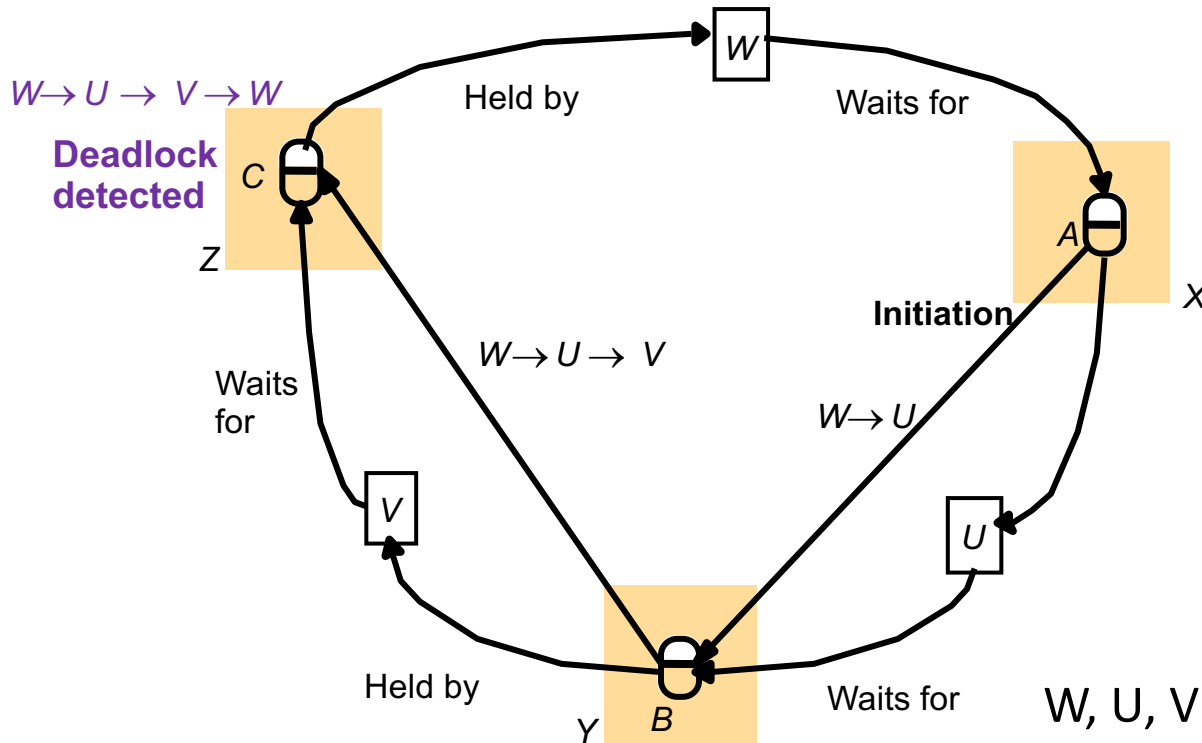 W
Held by
Waits for
W→ U → V → W
Deadlock
detected
C
A
Z
X
Initiation
W → U → V
Waits
for
W → U
V
U
Held by
Waits for
B
Y
W, U, V